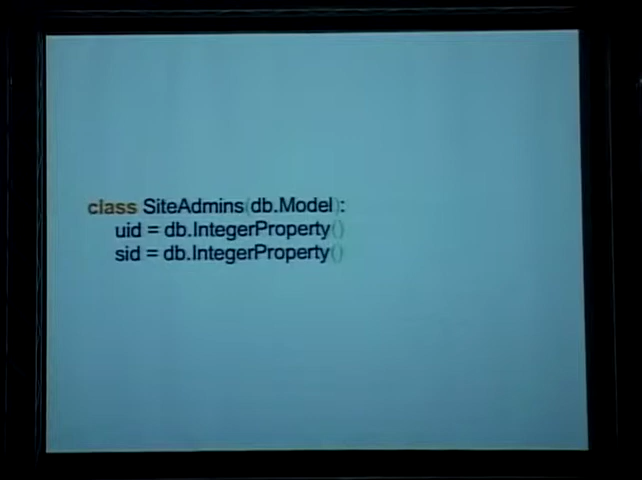 class SiteAdmins(db.Model):
uid = db.IntegerProperty()
sid = db.IntegerProperty()